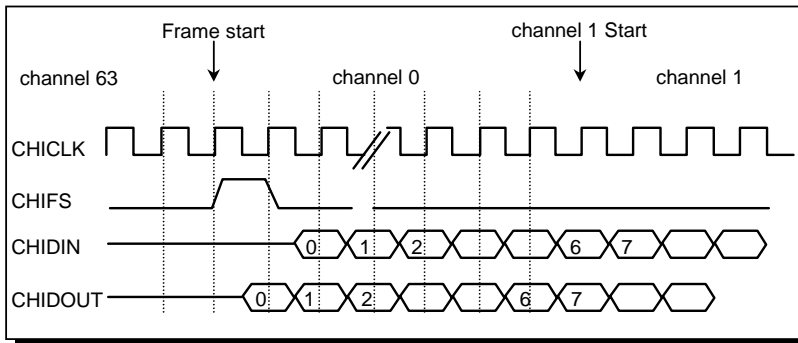 Frame start channel 1 Start
channel 63 channel 0 channel 1
CHICLK
CHIFS
CHIDIN 0 1 2 6 7
CHIDOUT 0 1 2 6 7